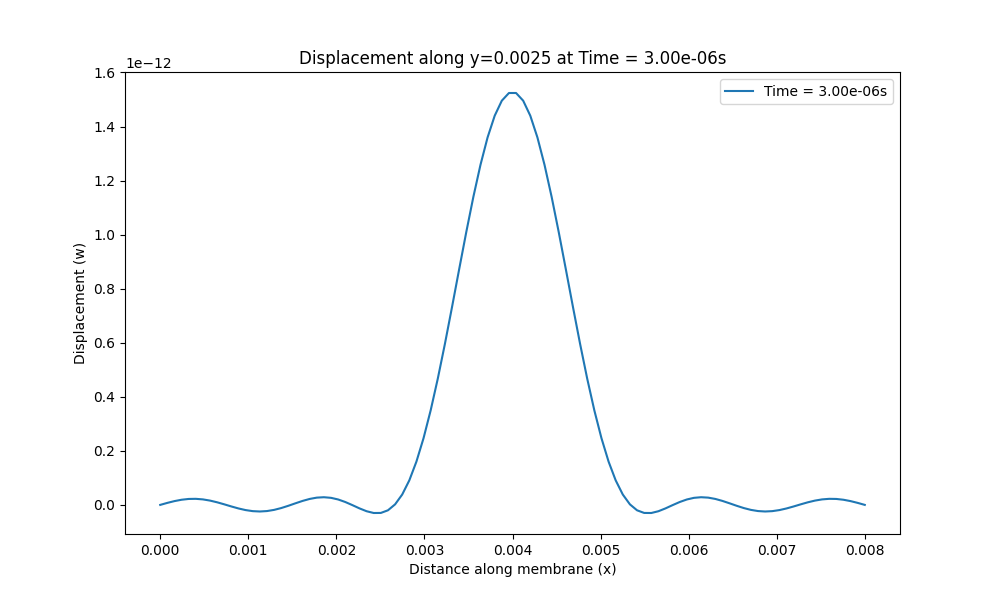 Displacement along y=0.0025 at Time = 3.00e-06s
1e−12
Time = 3.00e-06s
1.6
1.4
1.2
1.0
0.8
0.6
0.4
0.2
0.0
Displacement (w)
0.000 0.001 0.002 0.003 0.004 0.005 0.006 0.007 0.008
Distance along membrane (x)